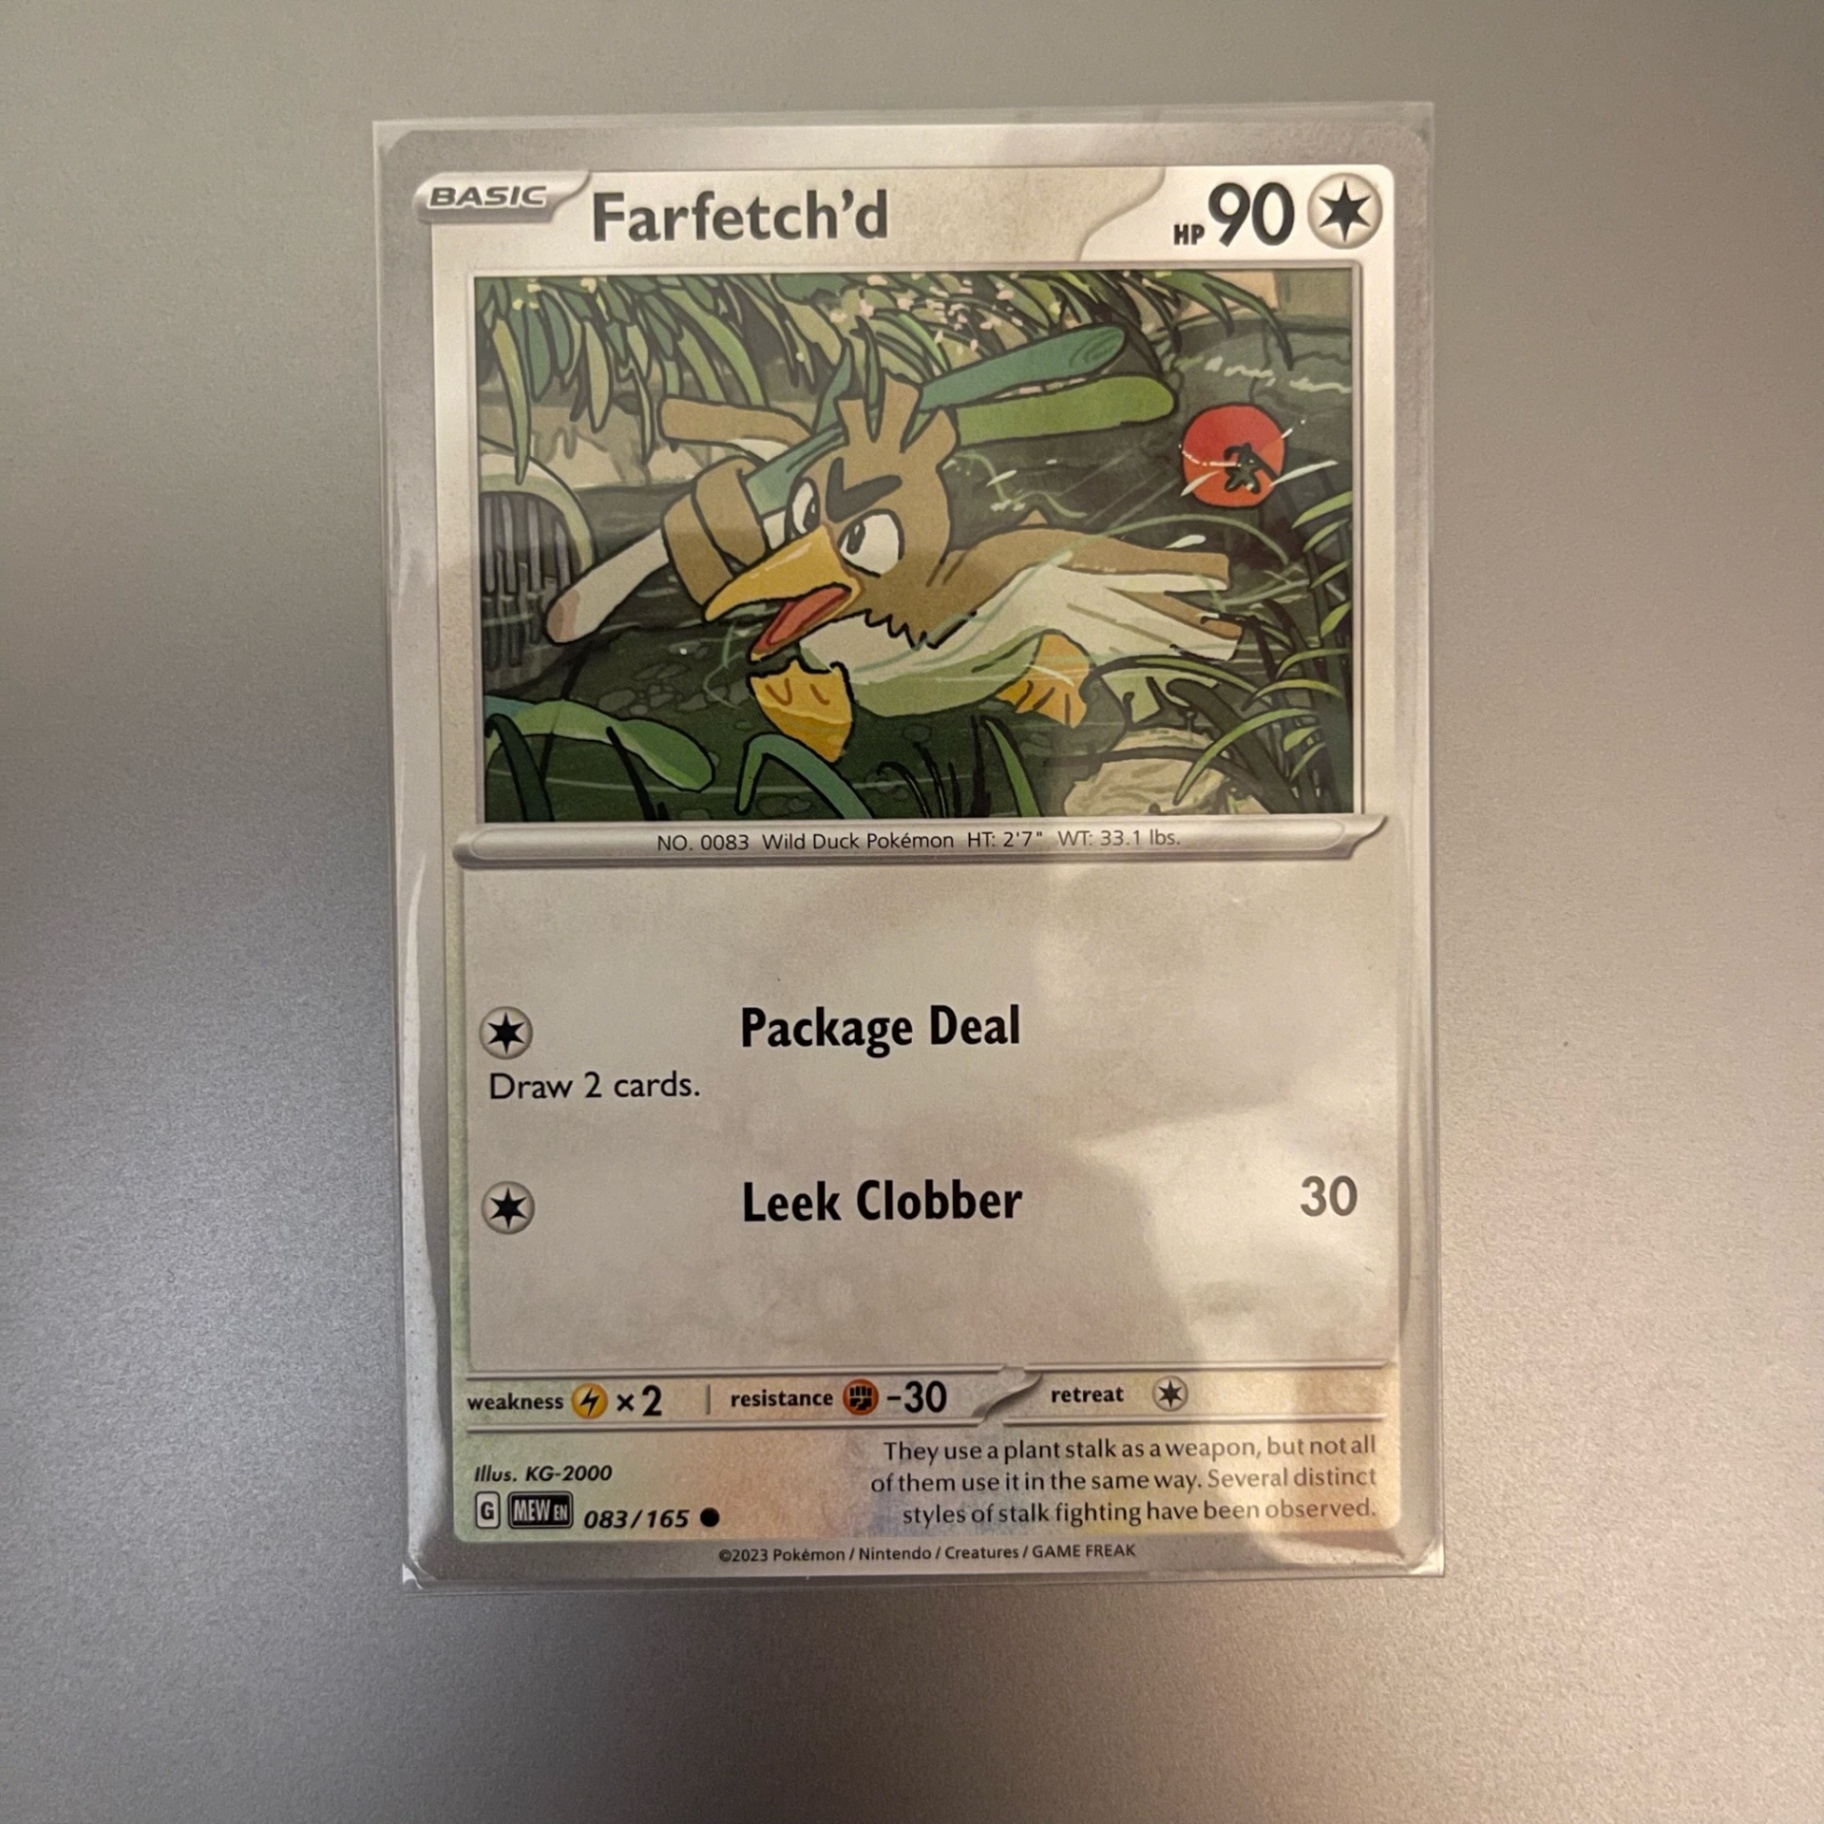 BASIC Farfetch’d HP 90
NO. 0083 Wild Duck Pokémon HT: 2'7" WT: 33.1 lbs.
Package Deal
Draw 2 cards.
Leek Clobber 30
weakness ×2 | resistance -30 retreat
They use a plant stalk as a weapon, but not all
of them use it in the same way. Several distinct
styles of stalk fighting have been observed.
Illus. KG-2000
G MEW EN 083/165
©2023 Pokémon / Nintendo / Creatures / GAME FREAK